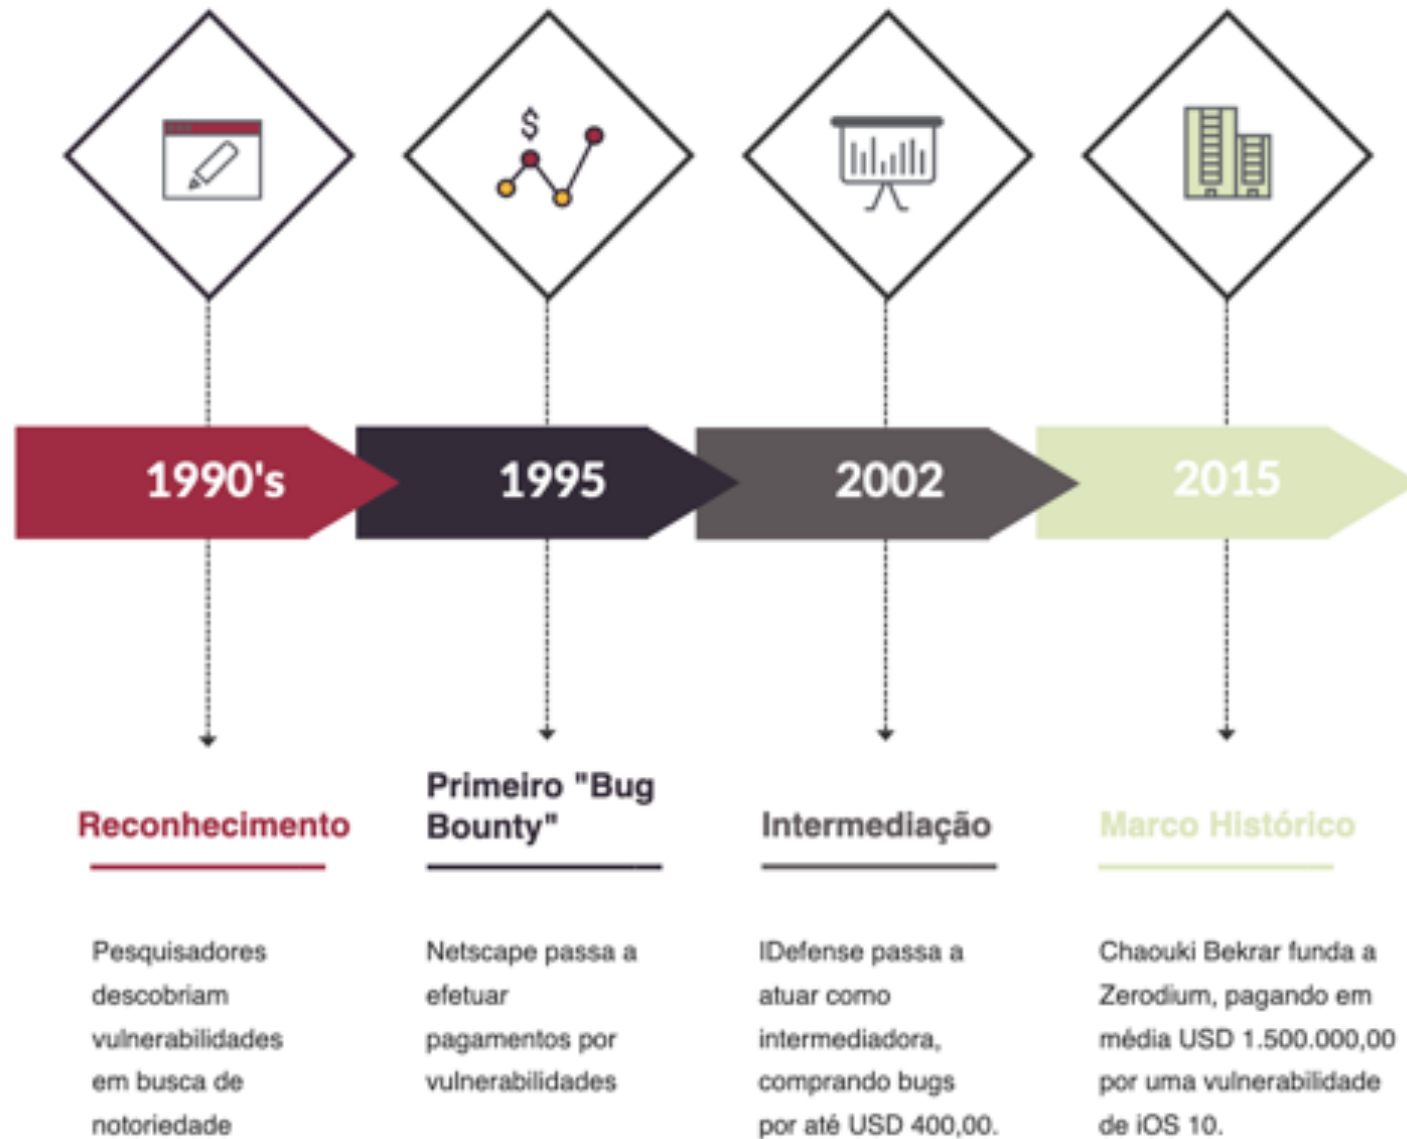 $
1990's
1995
2002
2015
Reconhecimento
Pesquisadores
descobriam
vulnerabilidades
em busca de
notoriedade
Primeiro "Bug
Bounty"
Netscape passa a
efetuar
pagamentos por
vulnerabilidades
Intermediação
IDefense passa a
atuar como
intermediadora,
comprando bugs
por até USD 400,00.
Marco Histórico
Chaouki Bekrar funda a
Zerodium, pagando em
média USD 1.500.000,00
por uma vulnerabilidade
de iOS 10.